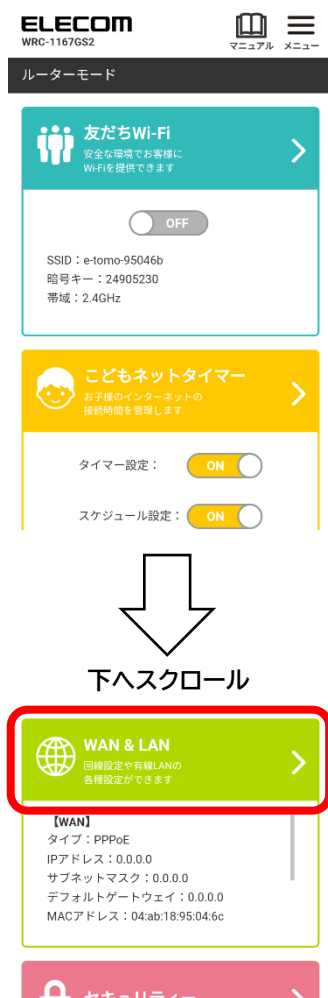 ELECOM
WRC-1167GS2
マニュアル メニュー
ルーターモード
友だちWi-Fi
安全な環境でお客様に
Wi-Fiを提供できます
OFF
SSID：e-tomo-95046b
暗号キー：24905230
帯域：2.4GHz
こどもネットタイマー
お子様のインターネットの
接続時間を管理します
タイマー設定： ON
スケジュール設定： ON
下へスクロール
WAN & LAN
回線設定や有線LANの
各種設定ができます
【WAN】
タイプ：PPPoE
IPアドレス：0.0.0.0
サブネットマスク：0.0.0.0
デフォルトゲートウェイ：0.0.0.0
MACアドレス：04:ab:18:95:04:6c
セキュリティー